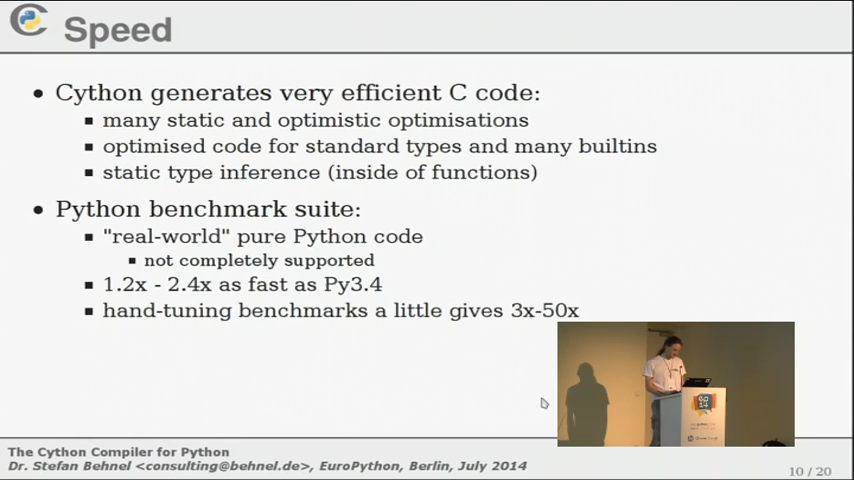 Speed
• Cython generates very efficient C code:
▪ many static and optimistic optimisations
▪ optimised code for standard types and many builtins
▪ static type inference (inside of functions)
• Python benchmark suite:
▪ "real-world" pure Python code
▪ not completely supported
▪ 1.2x - 2.4x as fast as Py3.4
▪ hand-tuning benchmarks a little gives 3x-50x
The Cython Compiler for Python
Dr. Stefan Behnel <consulting@behnel.de>, EuroPython, Berlin, July 2014
10 / 20